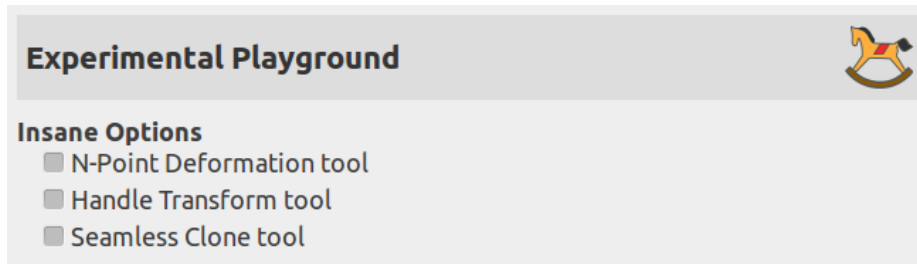 Experimental Playground
Insane Options
N-Point Deformation tool
Handle Transform tool
Seamless Clone tool